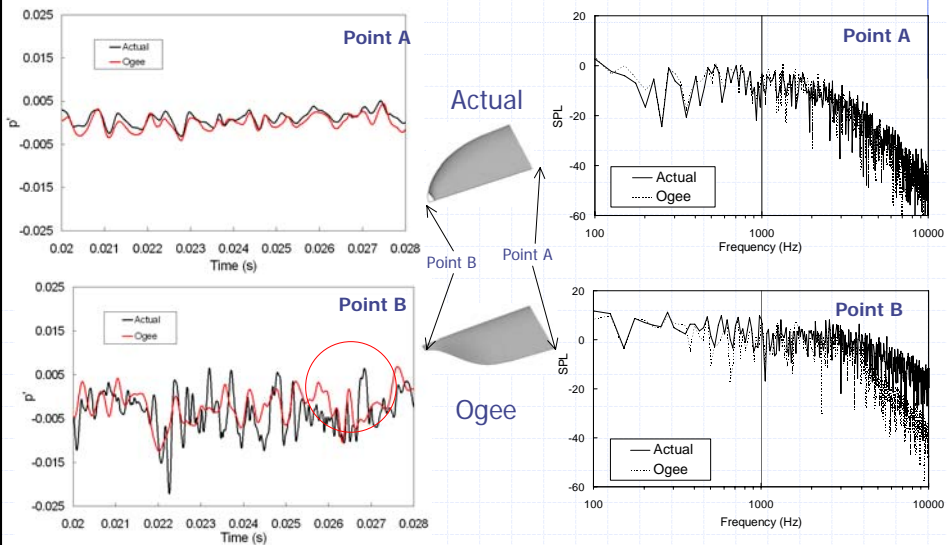 Point A
Actual
Ogee
0.025
0.015
0.005
-0.005
-0.015
-0.025
p'
0.02 0.021 0.022 0.023 0.024 0.025 0.026 0.027 0.028
Time (s)
Point B
Actual
Ogee
0.025
0.015
0.005
-0.005
-0.015
-0.025
p'
0.02 0.021 0.022 0.023 0.024 0.025 0.026 0.027 0.028
Time (s)
Actual
Point B
Point A
Ogee
Point A
20
0
-20
-40
-60
SPL
Actual
Ogee
100 1000 10000
Frequency (Hz)
Point B
20
0
-20
-40
-60
SPL
Actual
Ogee
100 1000 10000
Frequency (Hz)